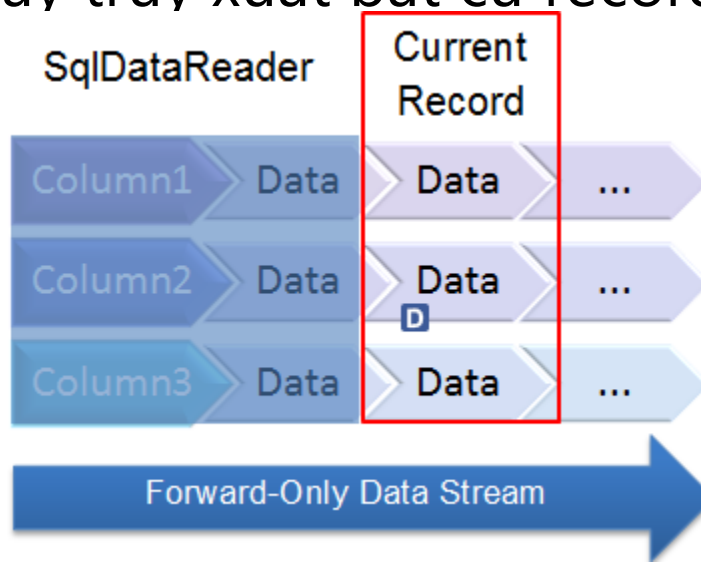 SqlDataReader
Current
Record
Column1 Data Data ...
Column2 Data Data ...
D
Column3 Data Data ...
Forward-Only Data Stream